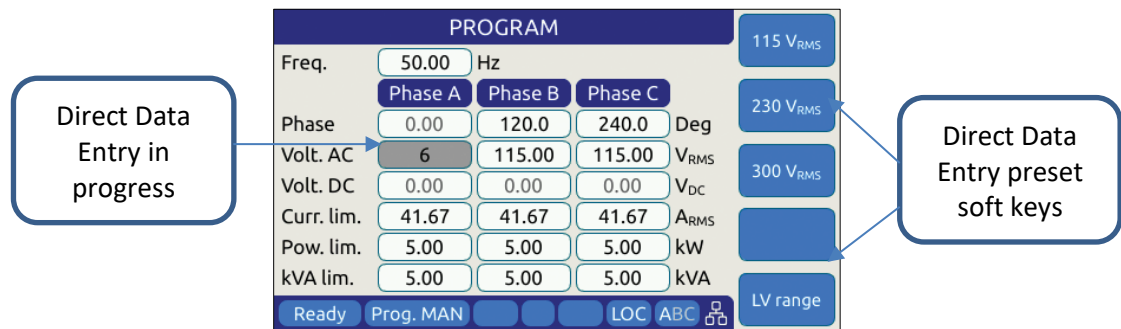 PROGRAM
Freq. 50.00 Hz
Phase A Phase B Phase C
Phase 0.00 120.0 240.0 Deg
Volt. AC 6 115.00 115.00 VRMS
Volt. DC 0.00 0.00 0.00 VDC
Curr. lim. 41.67 41.67 41.67 ARMS
Pow. lim. 5.00 5.00 5.00 kW
kVA lim. 5.00 5.00 5.00 kVA
Ready Prog. MAN LOC ABC
115 VRMS
230 VRMS
300 VRMS
LV range
Direct Data
Entry in
progress
Direct Data
Entry preset
soft keys